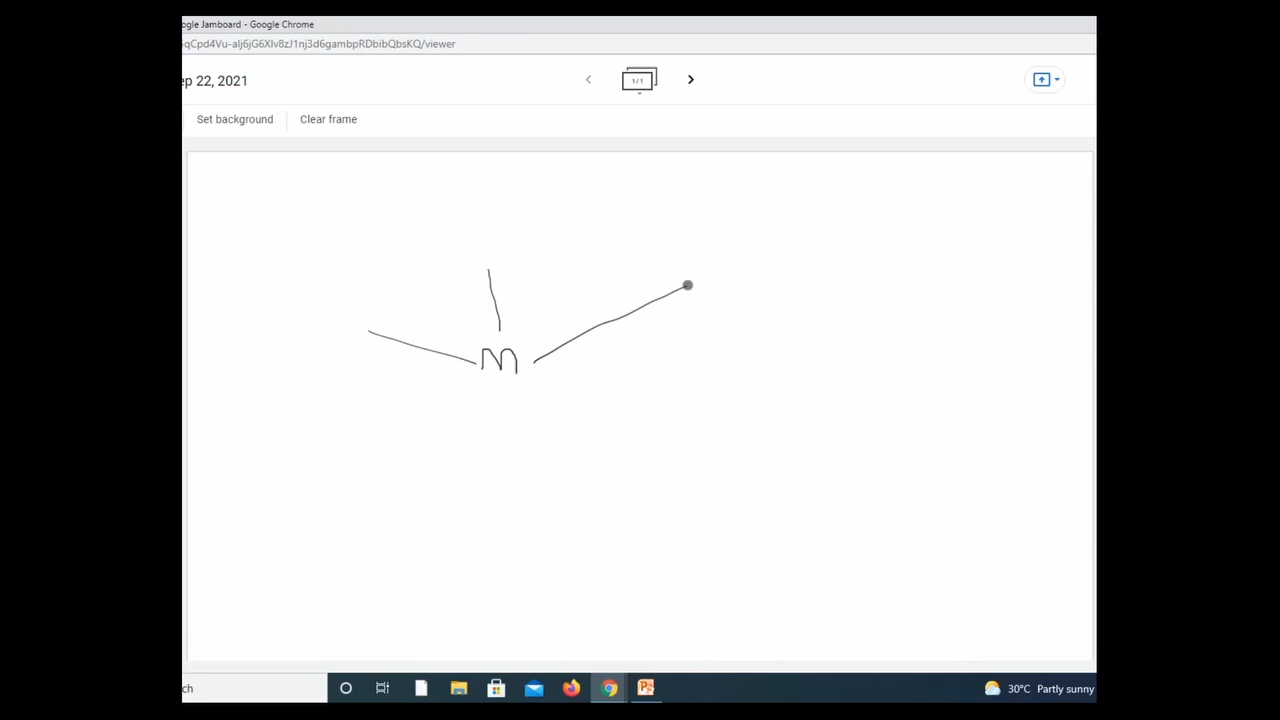 ogle Jamboard - Google Chrome
qCpd4Vu-alj6jG6Xlv8zJ1nj3d6gambpRDbibQbsKQ/viewer
ep 22, 2021
1/1
Set background
Clear frame
m
ch
30°C Partly sunny